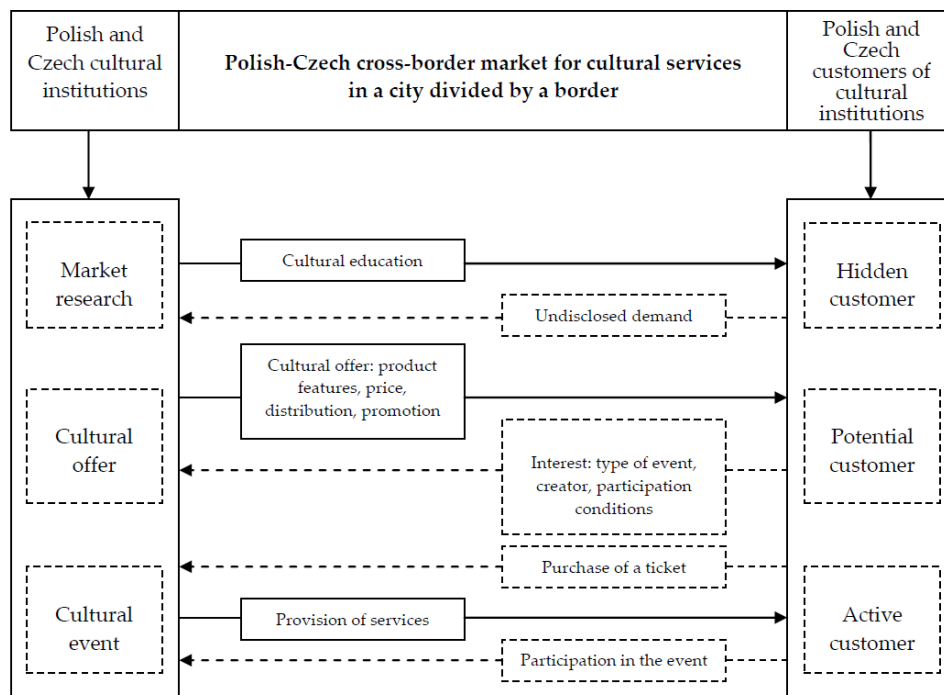 Polish and
Czech cultural
institutions
Polish-Czech cross-border market for cultural services
in a city divided by a border
Polish and
Czech
customers of
cultural
institutions
Market
research
Cultural education
Hidden
customer
Undisclosed demand
Cultural offer: product
features, price,
distribution, promotion
Cultural
offer
Potential
customer
Interest: type of event,
creator, participation
conditions
Purchase of a ticket
Cultural
event
Provision of services
Active
customer
Participation in the event